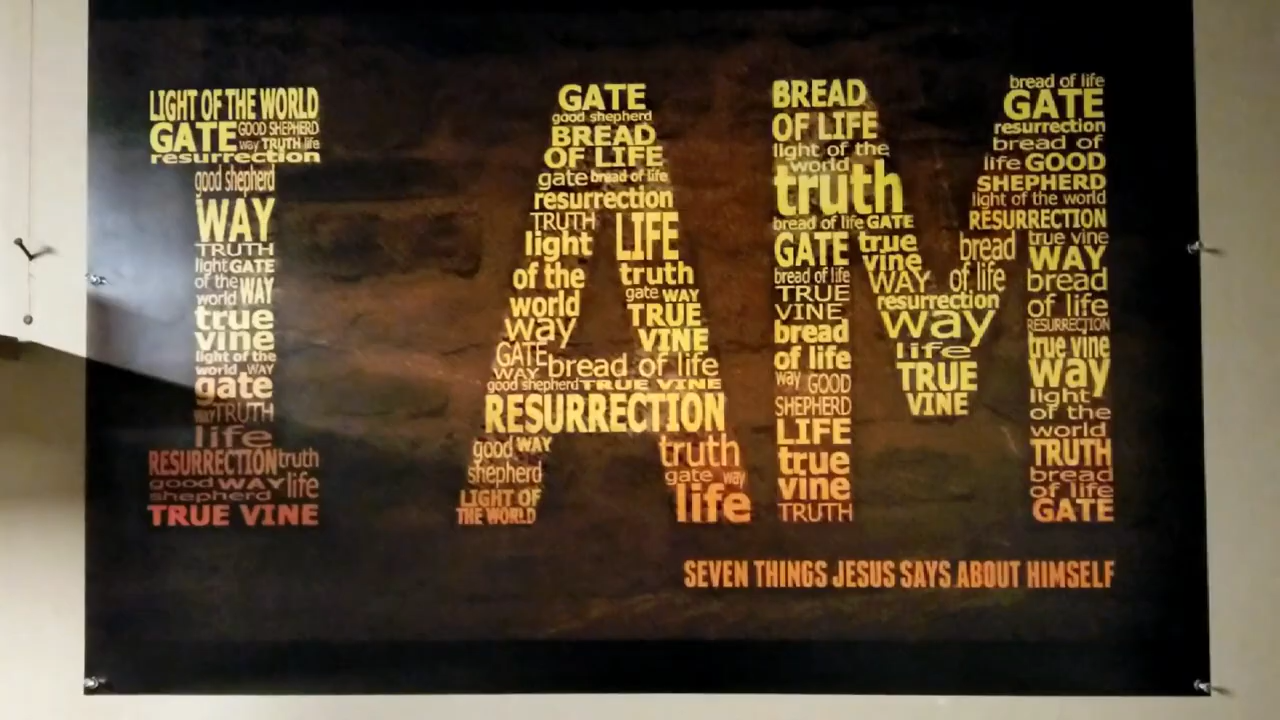 LIGHT OF THE WORLD
GATE GOOD SHEPHERD
way TRUTH life
resurrection
good shepherd
WAY
TRUTH
light GATE
of the
world WAY
true
vine
light of the
world WAY
gate
WAY TRUTH
life
RESURRECTION truth
good WAY life
shepherd
TRUE VINE
GATE
good shepherd
BREAD
OF LIFE
gate bread of life
resurrection
TRUTH LIFE
light
of the truth
world gate WAY
way TRUE
VINE
GATE bread of life
WAY
good shepherd TRUE VINE
RESURRECTION
good WAY truth
shepherd gate way
LIGHT OF life
THE WORLD
BREAD
OF LIFE
light of the
world
truth
bread of life GATE
GATE true
vine
bread of life WAY
TRUE resurrection
VINE way
bread life
of life TRUE
way GOOD VINE
SHEPHERD
LIFE
true
vine
TRUTH
bread of life
GATE
resurrection
bread of
life GOOD
SHEPHERD
light of the world
RESURRECTION
bread true vine
of life WAY
bread
of life
RESURRECTION
true vine
way
light
of the
world
TRUTH
bread
of life
GATE
SEVEN THINGS JESUS SAYS ABOUT HIMSELF